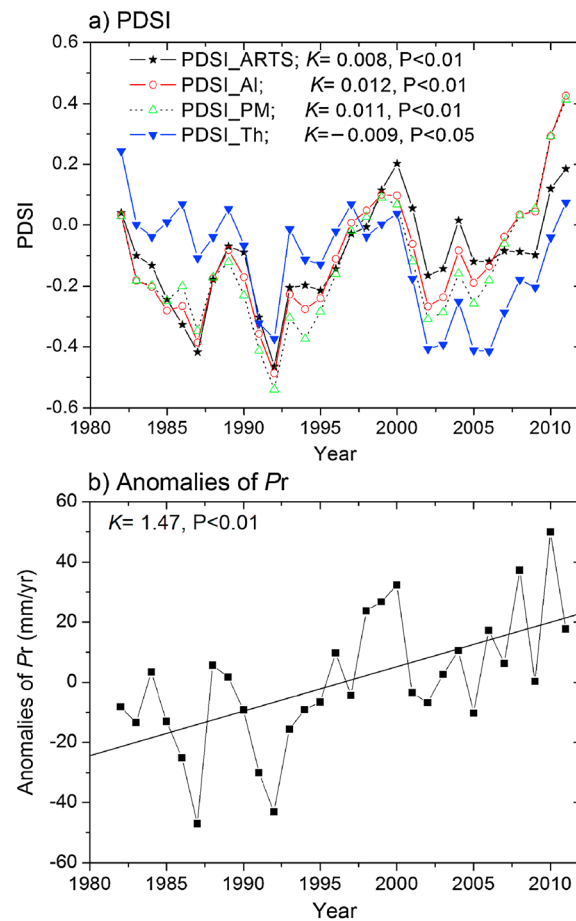 a) PDSI
0.6
0.4
0.2
0.0
-0.2
-0.4
-0.6
PDSI
PDSI_ARTS; K= 0.008, P<0.01
PDSI_AI; K= 0.012, P<0.01
PDSI_PM; K= 0.011, P<0.01
PDSI_Th; K=−0.009, P<0.05
1980 1985 1990 1995 2000 2005 2010
Year
b) Anomalies of Pr
60
40
20
0
-20
-40
-60
Anomalies of Pr (mm/yr)
K= 1.47, P<0.01
1980 1985 1990 1995 2000 2005 2010
Year